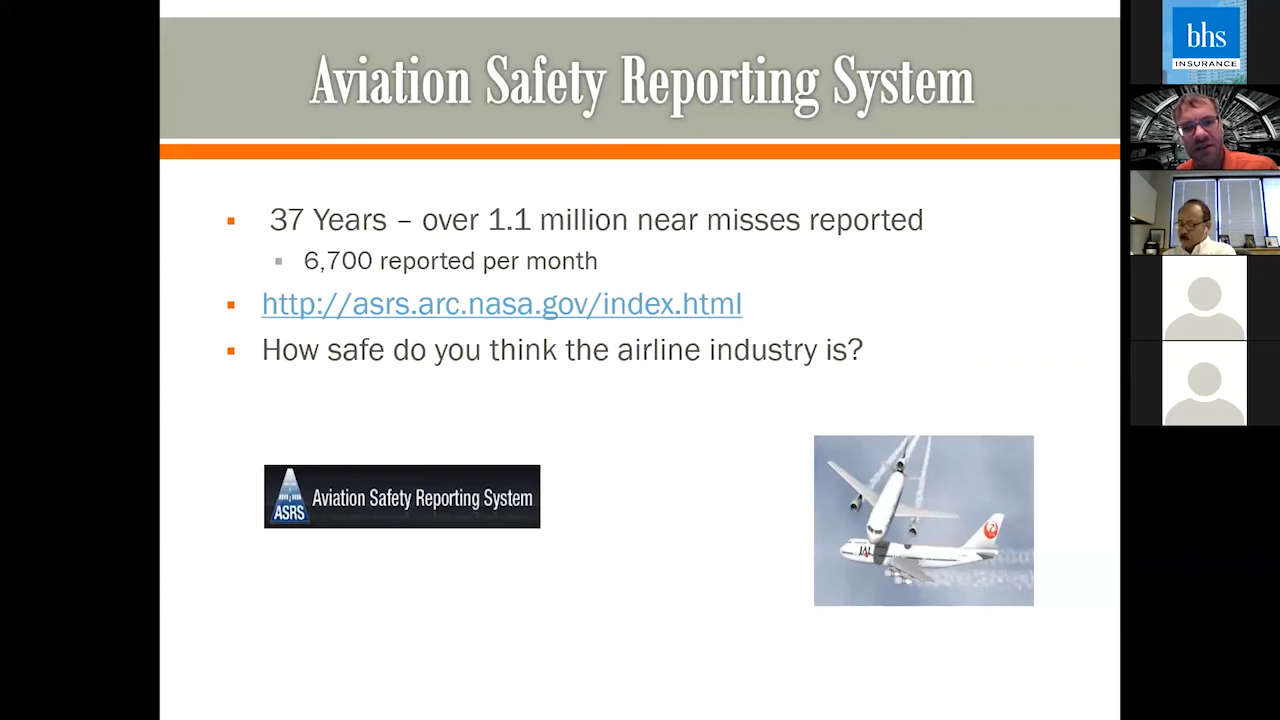 Aviation Safety Reporting System
37 Years – over 1.1 million near misses reported
6,700 reported per month
http://asrs.arc.nasa.gov/index.html
How safe do you think the airline industry is?
ASRS
Aviation Safety Reporting System
JAL
bhs
INSURANCE